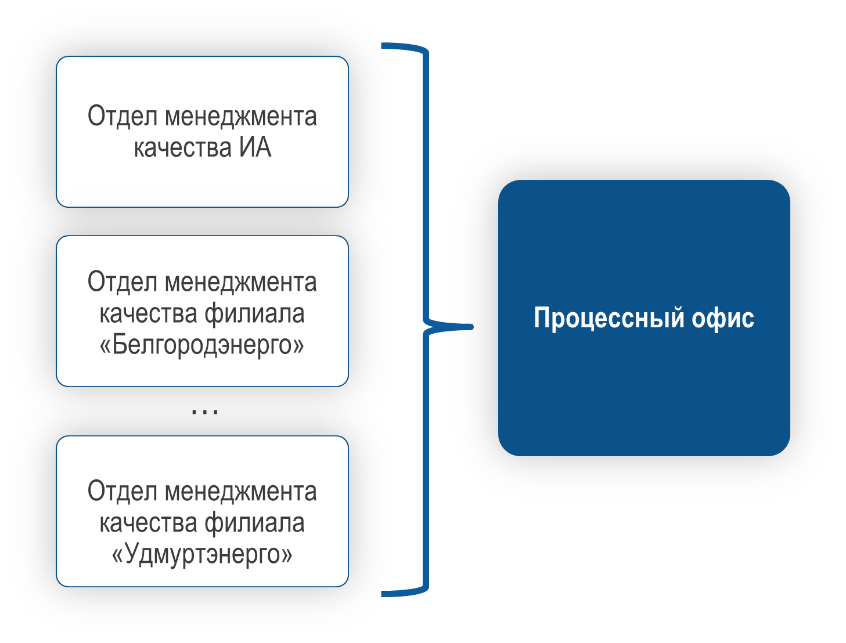 Отдел менеджмента
качества ИА
Отдел менеджмента
качества филиала
«Белгородэнерго»
...
Отдел менеджмента
качества филиала
«Удмуртэнерго»
Процессный офис